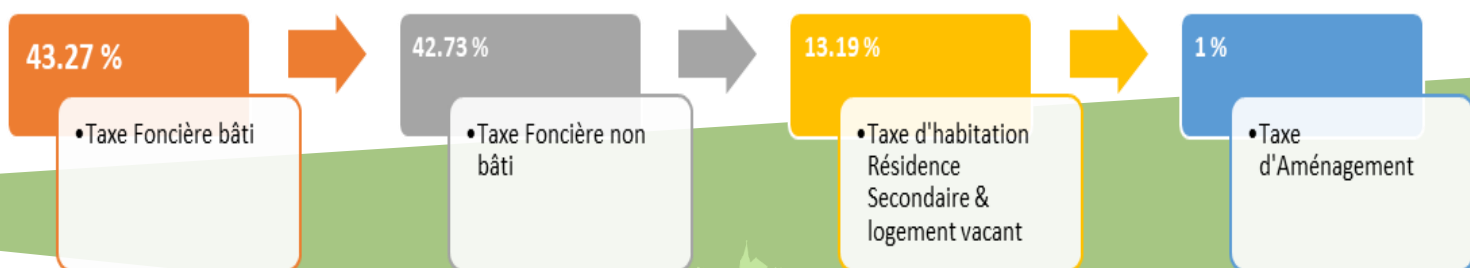 43.27 %
•Taxe Foncière bâti
42.73 %
•Taxe Foncière non
bâti
13.19 %
•Taxe d'habitation
Résidence
Secondaire &
logement vacant
1 %
•Taxe
d'Aménagement